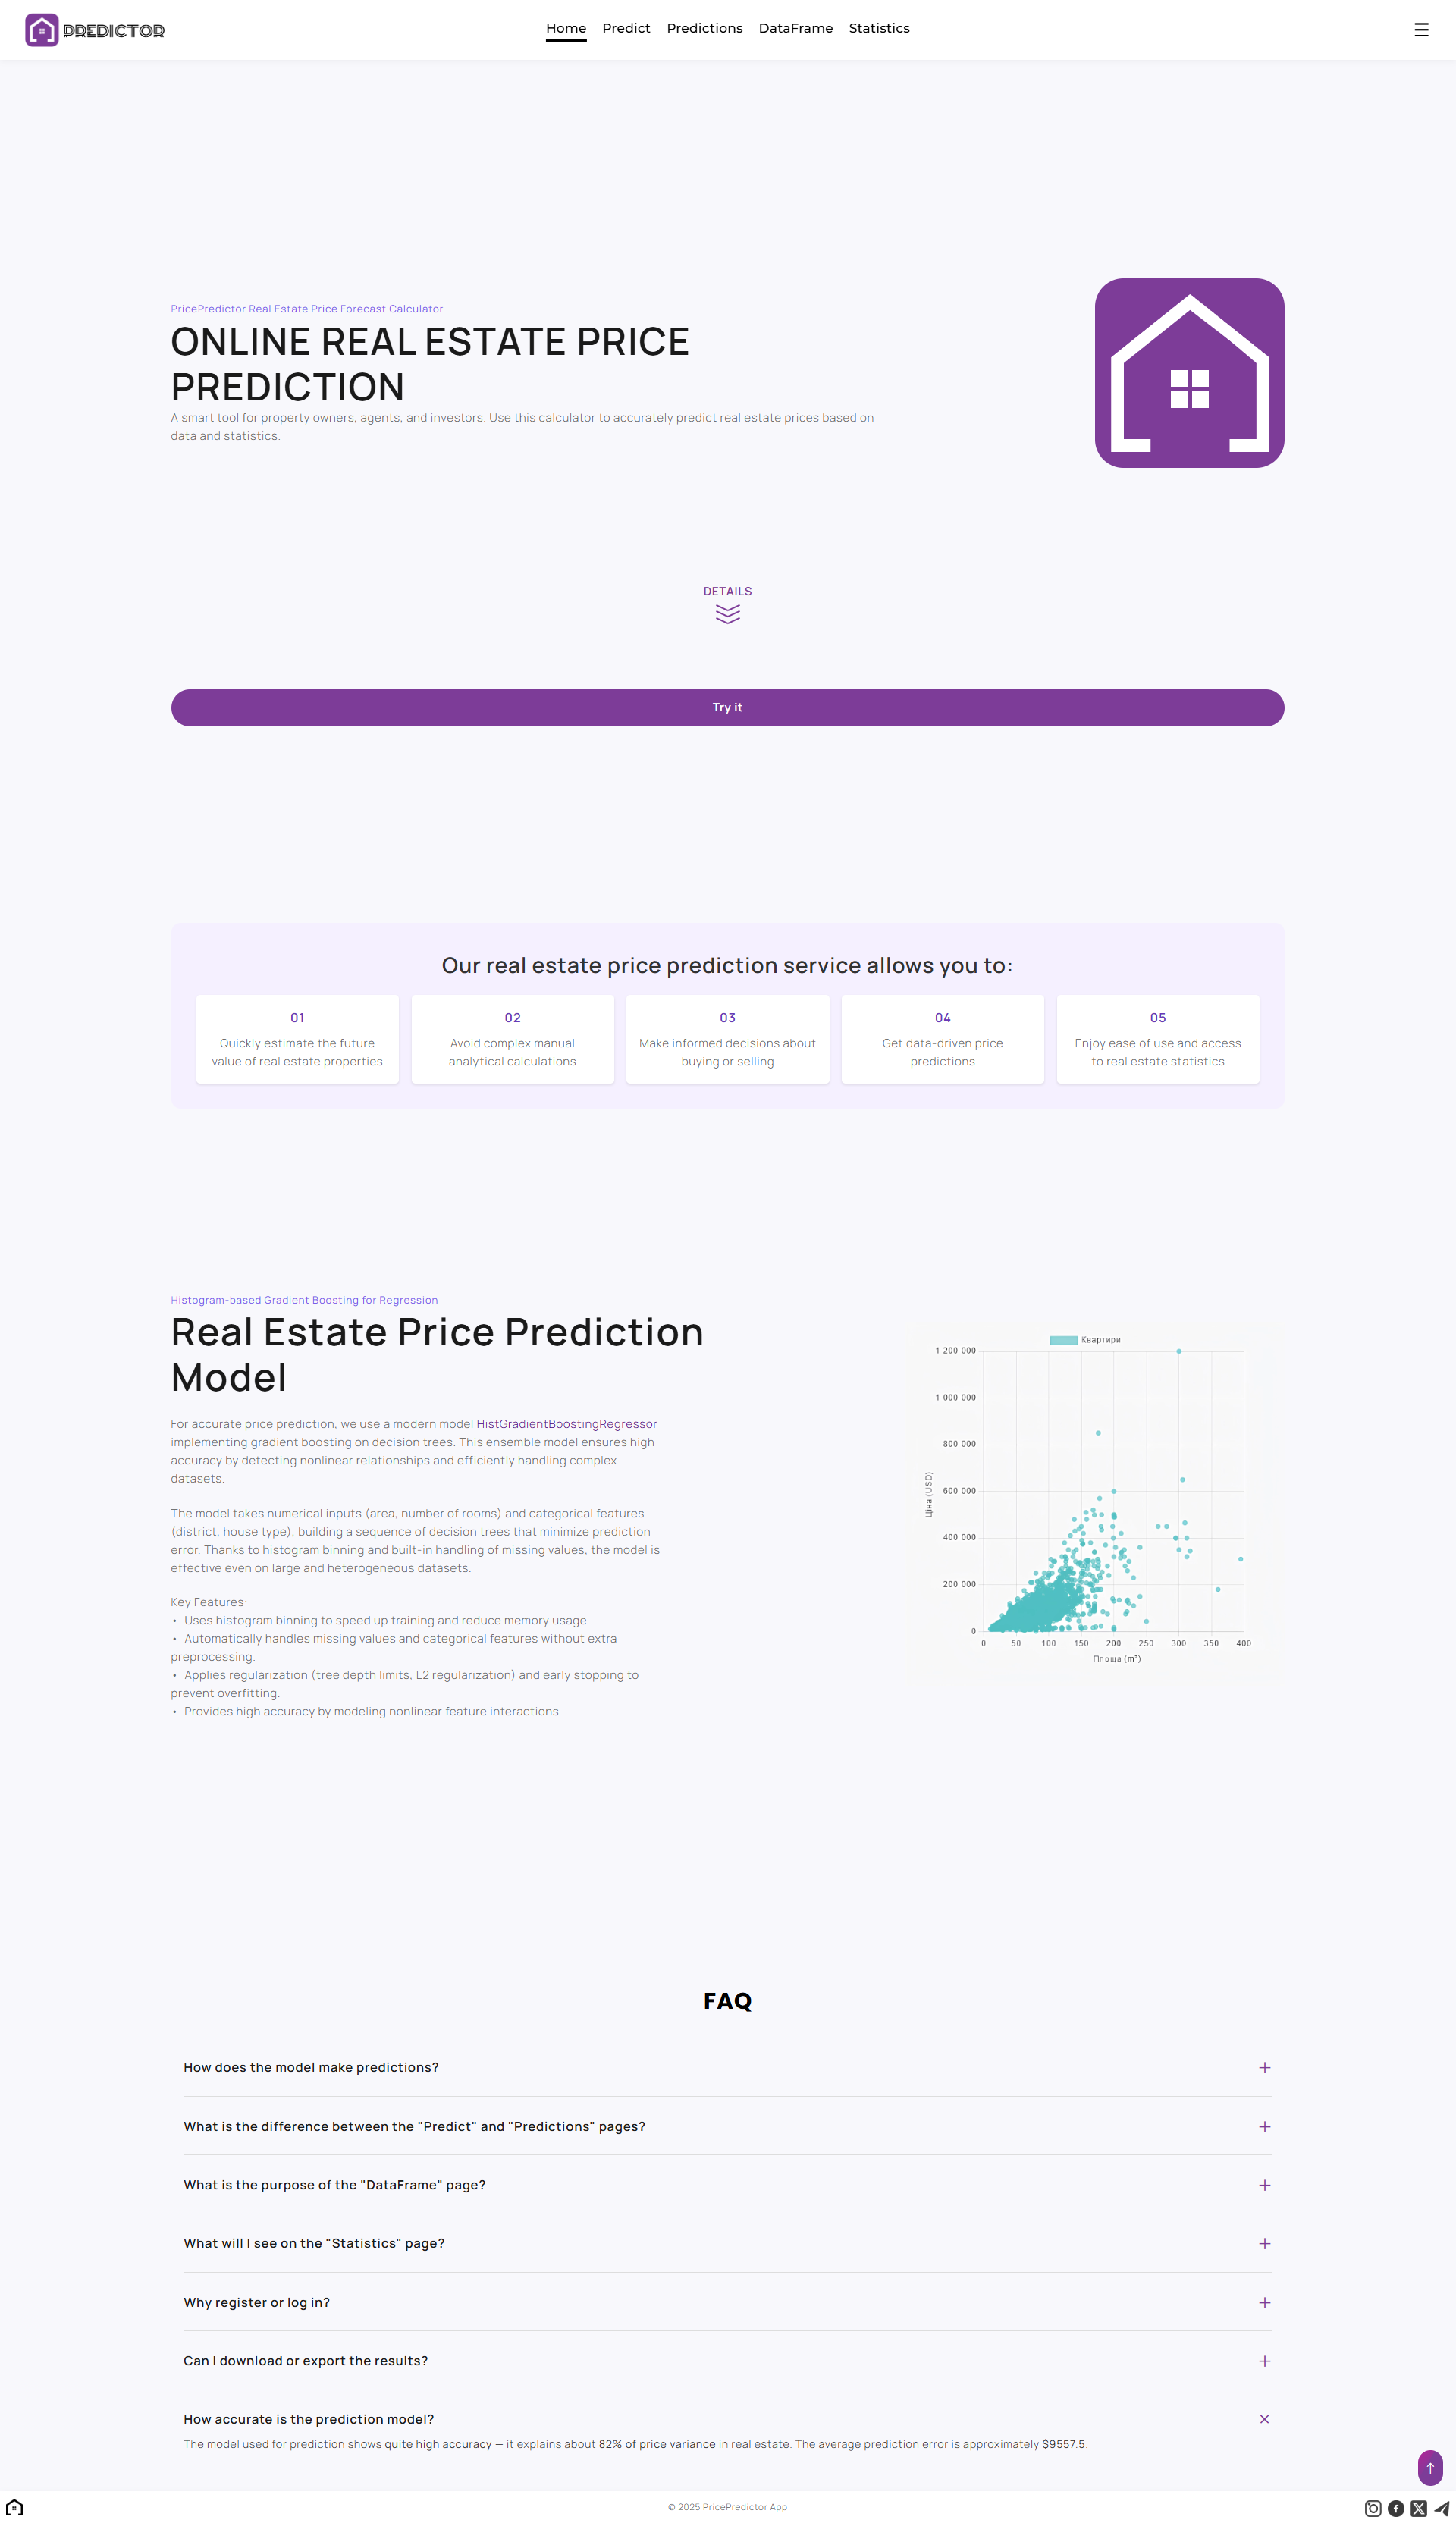 PREDICTOR
Home Predict Predictions DataFrame Statistics
PricePredictor Real Estate Price Forecast Calculator
ONLINE REAL ESTATE PRICE
PREDICTION
A smart tool for property owners, agents, and investors. Use this calculator to accurately predict real estate prices based on
data and statistics.
DETAILS
Try it
Our real estate price prediction service allows you to:
01
Quickly estimate the future
value of real estate properties
02
Avoid complex manual
analytical calculations
03
Make informed decisions about
buying or selling
04
Get data-driven price
predictions
05
Enjoy ease of use and access
to real estate statistics
Histogram-based Gradient Boosting for Regression
Real Estate Price Prediction
Model
For accurate price prediction, we use a modern model HistGradientBoostingRegressor
implementing gradient boosting on decision trees. This ensemble model ensures high
accuracy by detecting nonlinear relationships and efficiently handling complex
datasets.
The model takes numerical inputs (area, number of rooms) and categorical features
(district, house type), building a sequence of decision trees that minimize prediction
error. Thanks to histogram binning and built-in handling of missing values, the model is
effective even on large and heterogeneous datasets.
Key Features:
• Uses histogram binning to speed up training and reduce memory usage.
• Automatically handles missing values and categorical features without extra
preprocessing.
• Applies regularization (tree depth limits, L2 regularization) and early stopping to
prevent overfitting.
• Provides high accuracy by modeling nonlinear feature interactions.
Квартири
1 200 000
1 000 000
800 000
600 000
400 000
200 000
0
Ціна (USD)
0 50 100 150 200 250 300 350 400
Площа (m²)
FAQ
How does the model make predictions?
What is the difference between the "Predict" and "Predictions" pages?
What is the purpose of the "DataFrame" page?
What will I see on the "Statistics" page?
Why register or log in?
Can I download or export the results?
How accurate is the prediction model?
The model used for prediction shows quite high accuracy — it explains about 82% of price variance in real estate. The average prediction error is approximately $9557.5.
© 2025 PricePredictor App